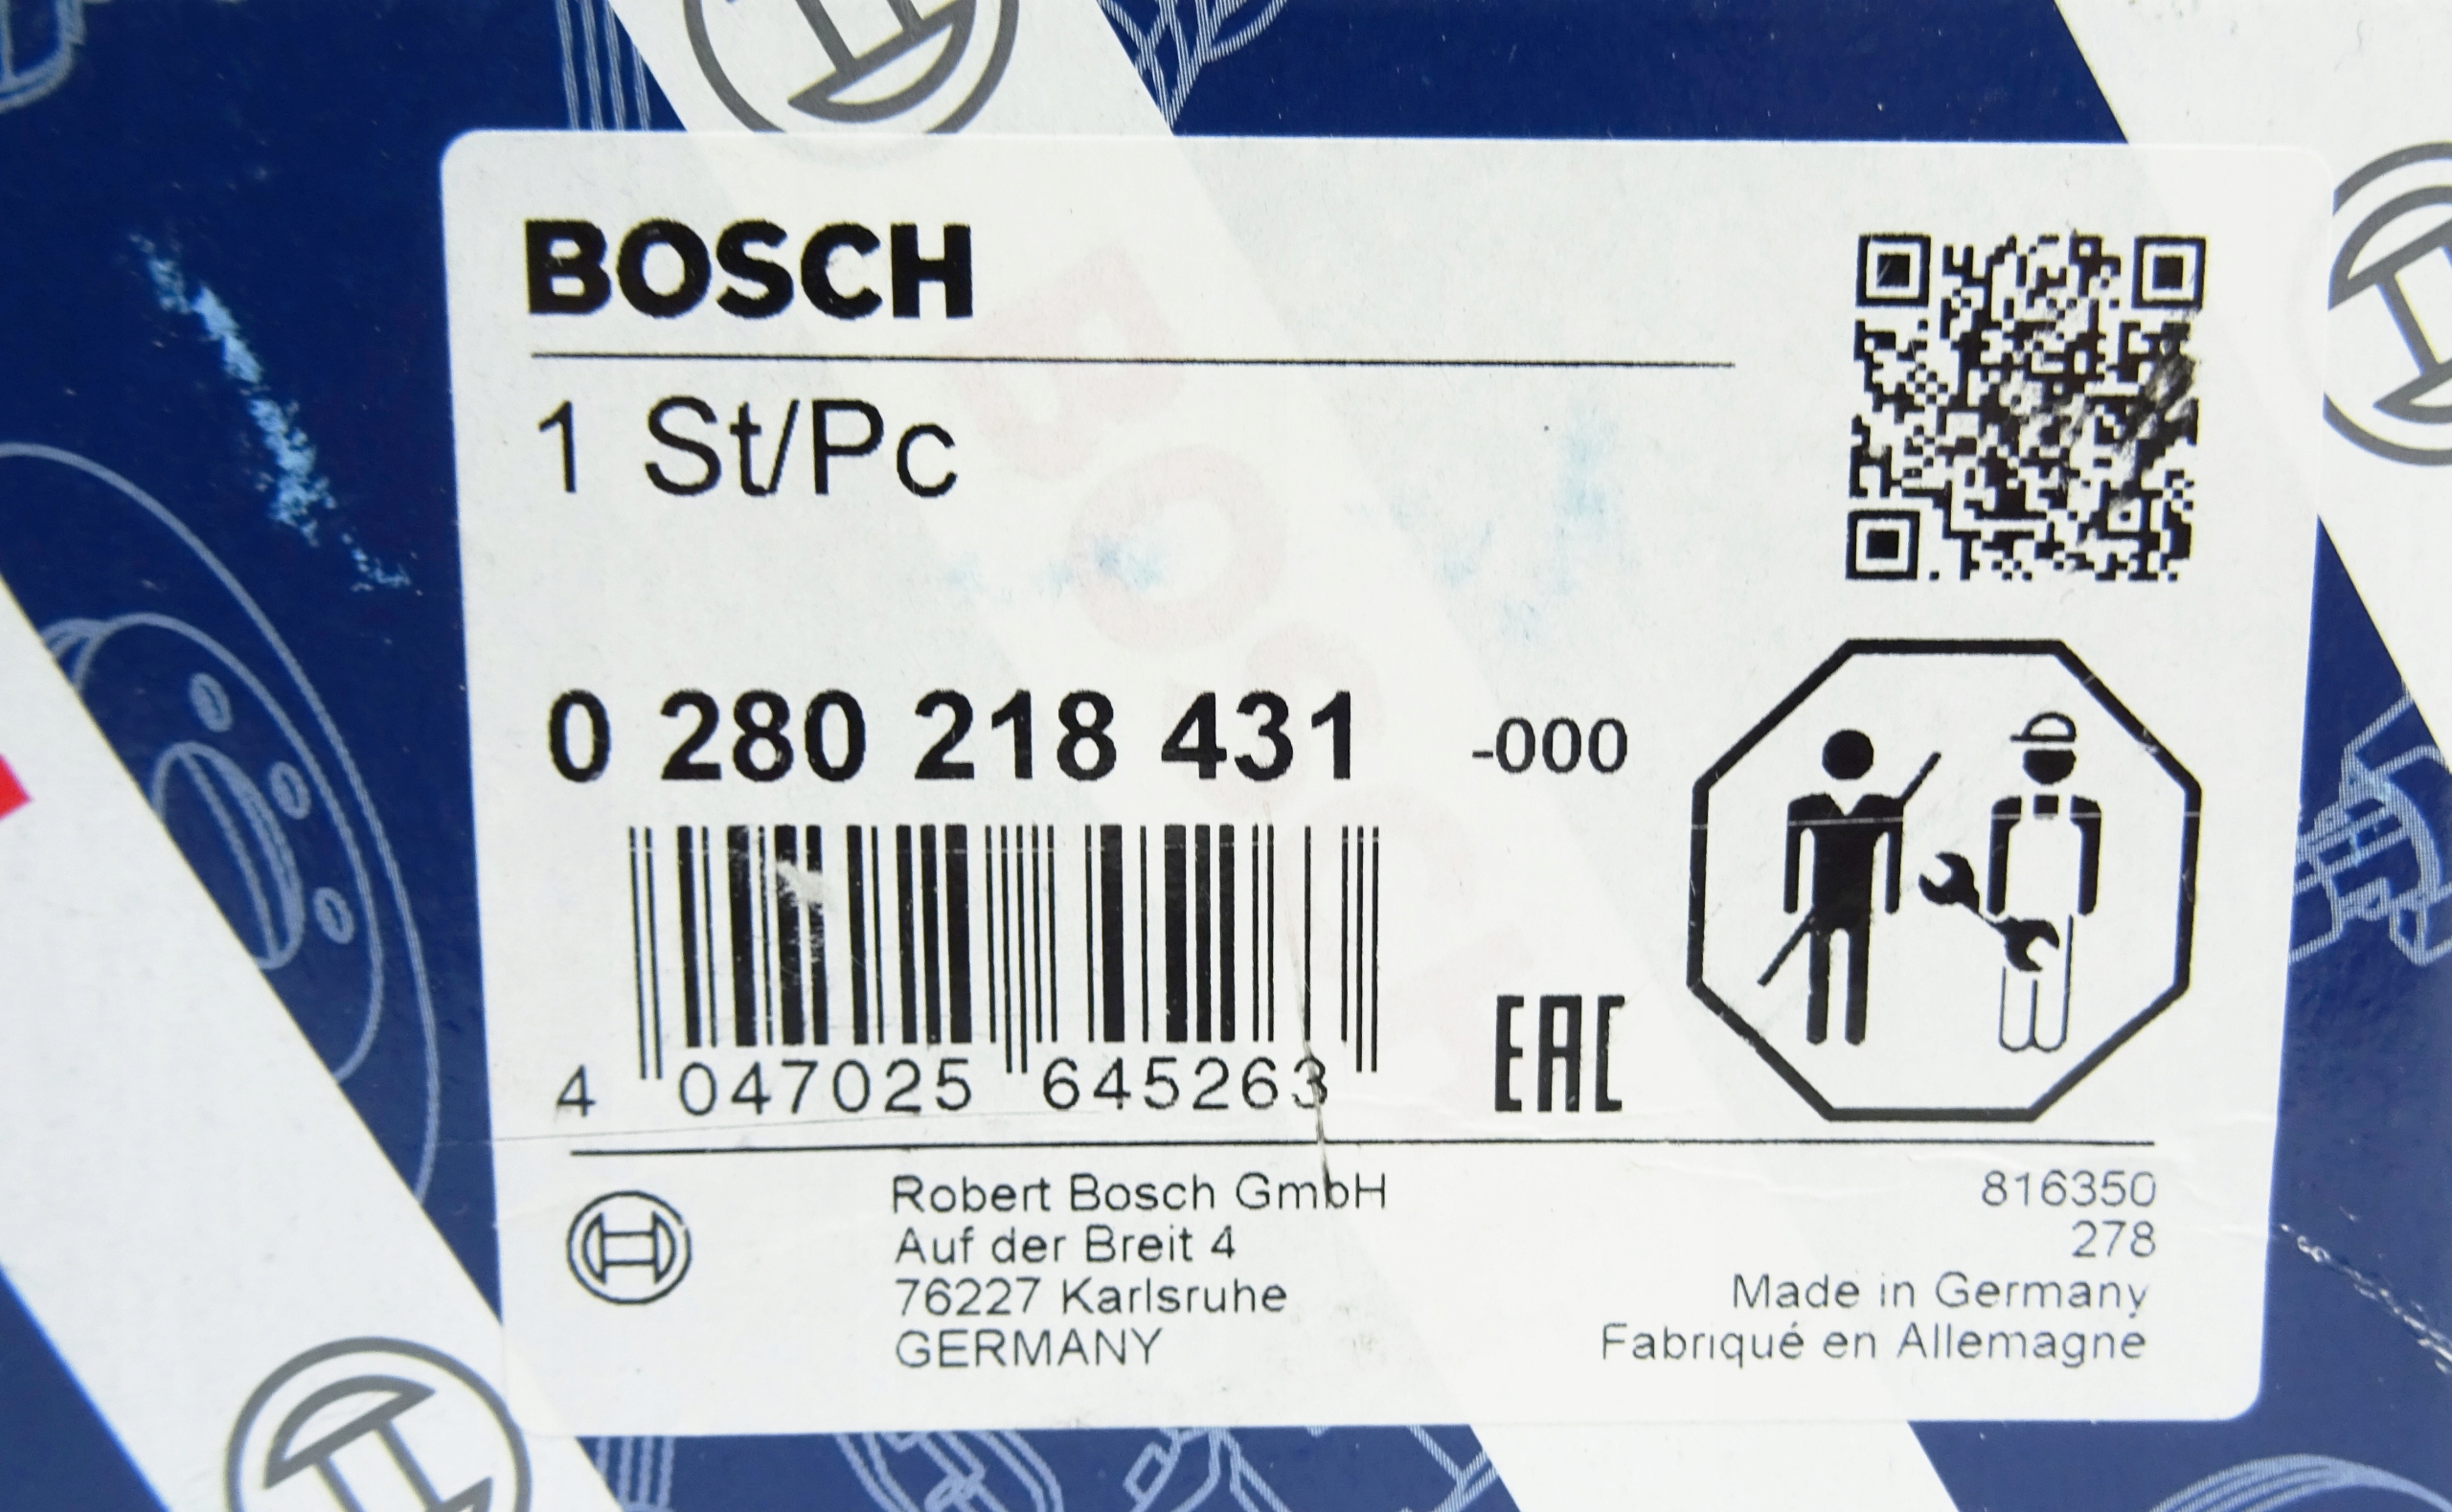 BOSCH
1 St/Pc
0 280 218 431 -000
4 047025 645263
EAC
Robert Bosch GmbH
Auf der Breit 4
76227 Karlsruhe
GERMANY
816350
278
Made in Germany
Fabriqué en Allemagne